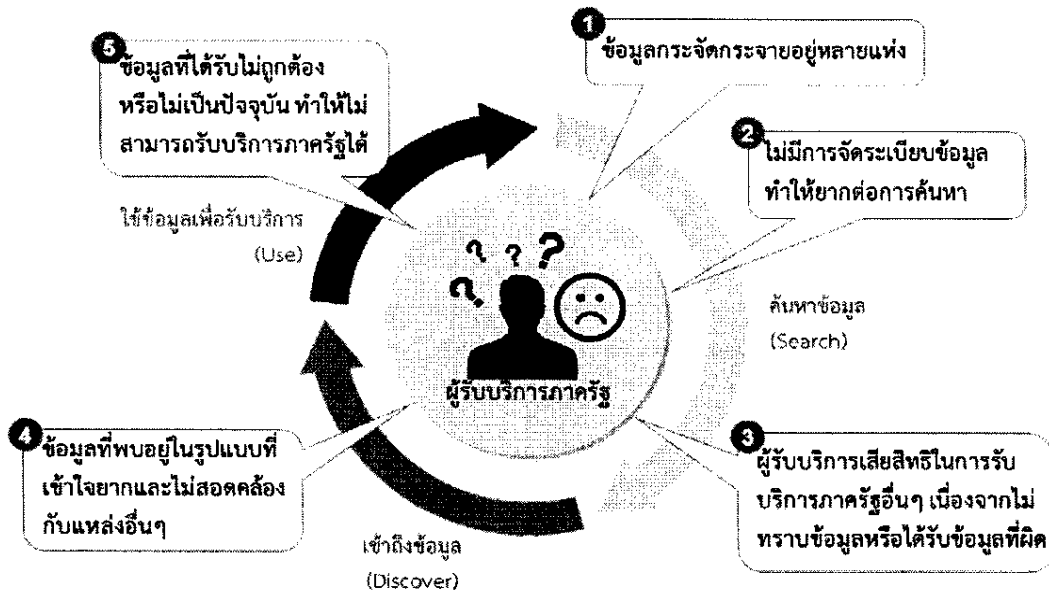 1
ข้อมูลกระจัดกระจายอยู่หลายแห่ง
2
ไม่มีการจัดระเบียบข้อมูล
ทำให้ยากต่อการค้นหา
ค้นหาข้อมูล
(Search)
3
ผู้รับบริการเสียสิทธิในการรับ
บริการภาครัฐอื่นๆ เนื่องจากไม่
ทราบข้อมูลหรือได้รับข้อมูลที่ผิด
4
ข้อมูลที่พบอยู่ในรูปแบบที่
เข้าใจยากและไม่สอดคล้อง
กับแหล่งอื่นๆ
เข้าถึงข้อมูล
(Discover)
5
ข้อมูลที่ได้รับไม่ถูกต้อง
หรือไม่เป็นปัจจุบัน ทำให้ไม่
สามารถรับบริการภาครัฐได้
ใช้ข้อมูลเพื่อรับบริการ
(Use)
? ? ? ?
ผู้รับบริการภาครัฐ